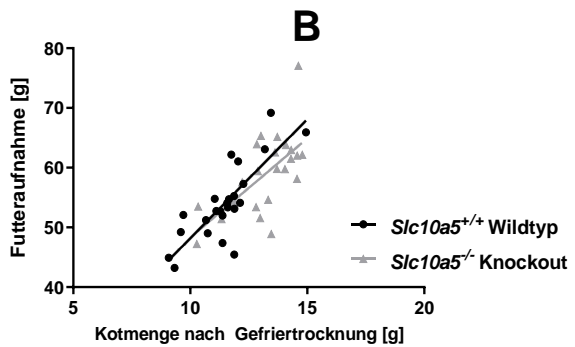 B
80
70
60
50
40
Futteraufnahme [g]
Slc10a5+/+ Wildtyp
Slc10a5-/- Knockout
5 10 15 20
Kotmenge nach Gefriertrocknung [g]